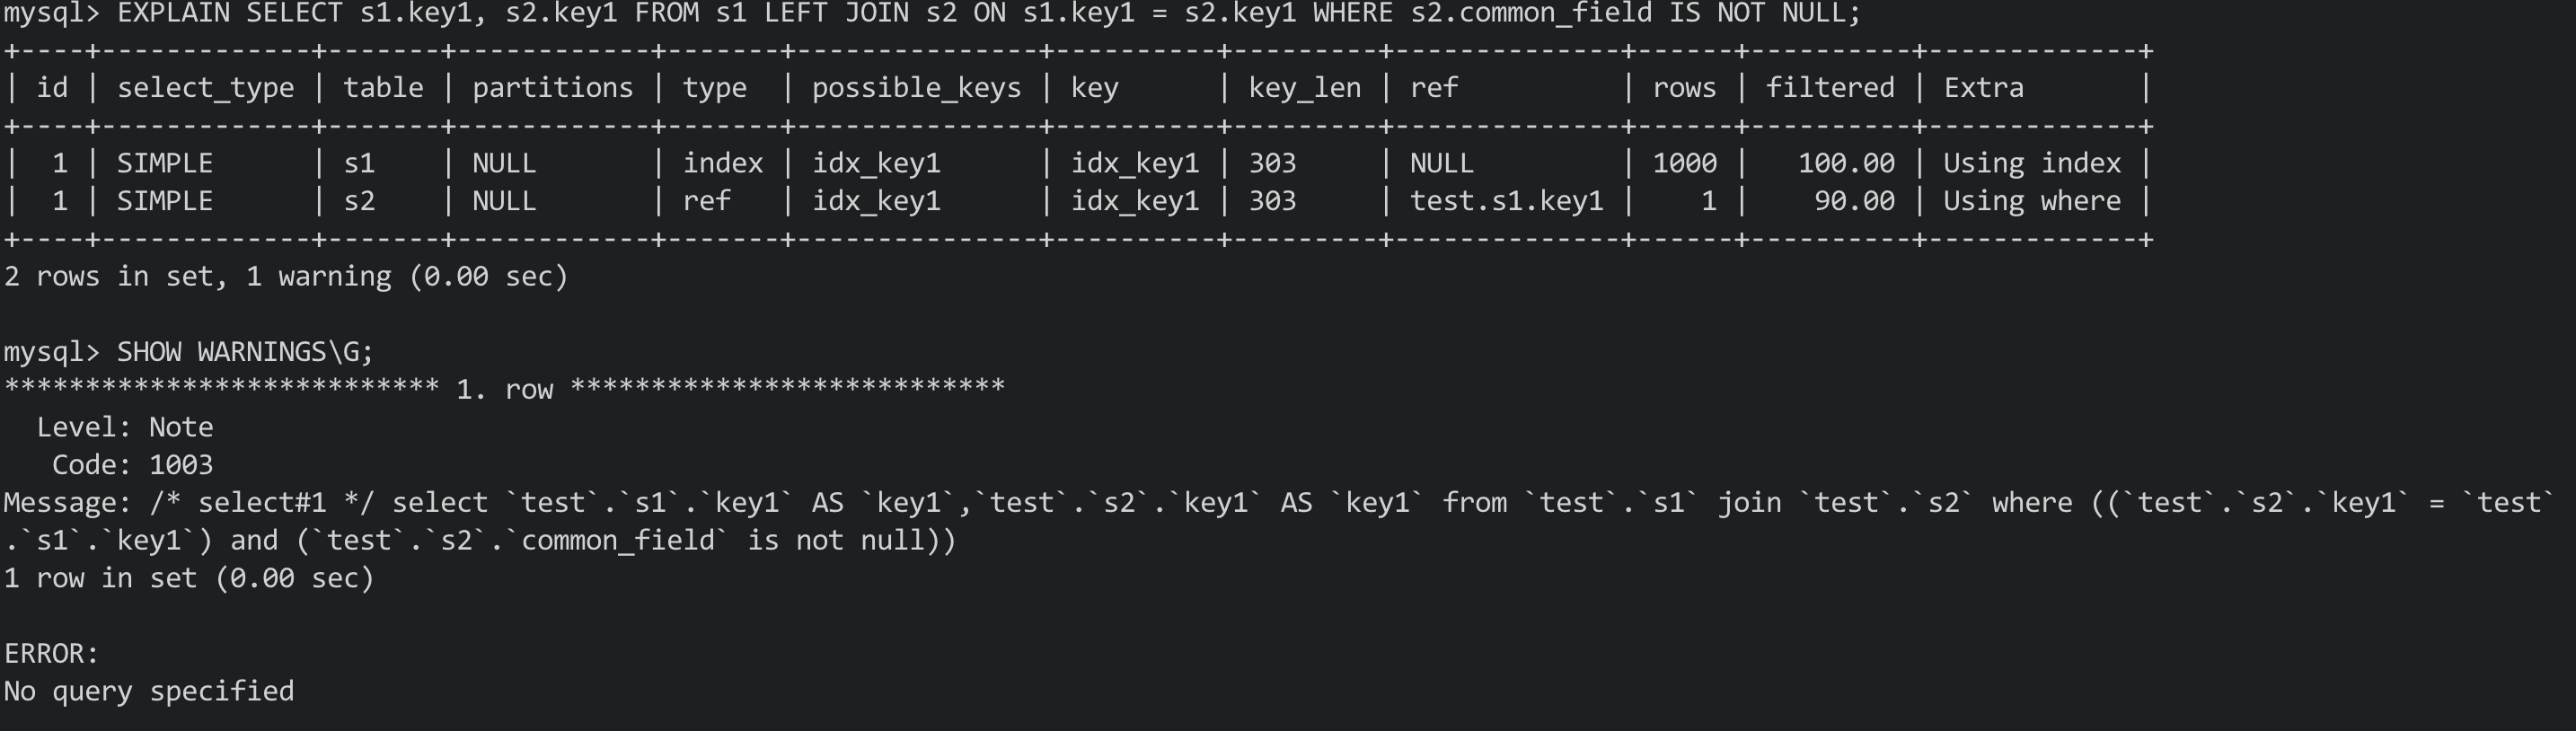 mysql> EXPLAIN SELECT s1.key1, s2.key1 FROM s1 LEFT JOIN s2 ON s1.key1 = s2.key1 WHERE s2.common_field IS NOT NULL;
+----+-------------+-------+------------+-------+---------------+----------+---------+--------------+------+----------+-------------+
| id | select_type | table | partitions | type  | possible_keys | key      | key_len | ref          | rows | filtered | Extra       |
+----+-------------+-------+------------+-------+---------------+----------+---------+--------------+------+----------+-------------+
|  1 | SIMPLE      | s1    | NULL       | index | idx_key1      | idx_key1 | 303     | NULL         | 1000 |   100.00 | Using index |
|  1 | SIMPLE      | s2    | NULL       | ref   | idx_key1      | idx_key1 | 303     | test.s1.key1 |    1 |    90.00 | Using where |
+----+-------------+-------+------------+-------+---------------+----------+---------+--------------+------+----------+-------------+
2 rows in set, 1 warning (0.00 sec)

mysql> SHOW WARNINGS\G;
*************************** 1. row ***************************
  Level: Note
   Code: 1003
Message: /* select#1 */ select `test`.`s1`.`key1` AS `key1`,`test`.`s2`.`key1` AS `key1` from `test`.`s1` join `test`.`s2` where ((`test`.`s2`.`key1` = `test`
.`s1`.`key1`) and (`test`.`s2`.`common_field` is not null))
1 row in set (0.00 sec)

ERROR:
No query specified